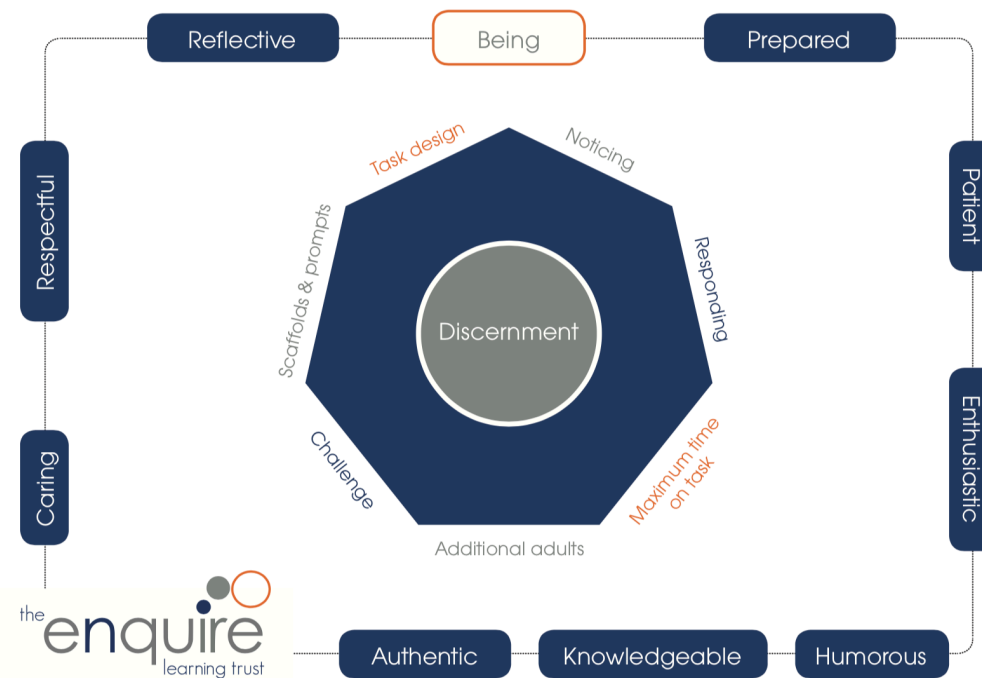 Reflective
Being
Prepared
Task design
Noticing
Respectful
Patient
Scaffolds & prompts
Responding
Discernment
Caring
Challenge
Maximum time
on task
Enthusiastic
Additional adults
the
enquire
learning trust
Authentic
Knowledgeable
Humorous